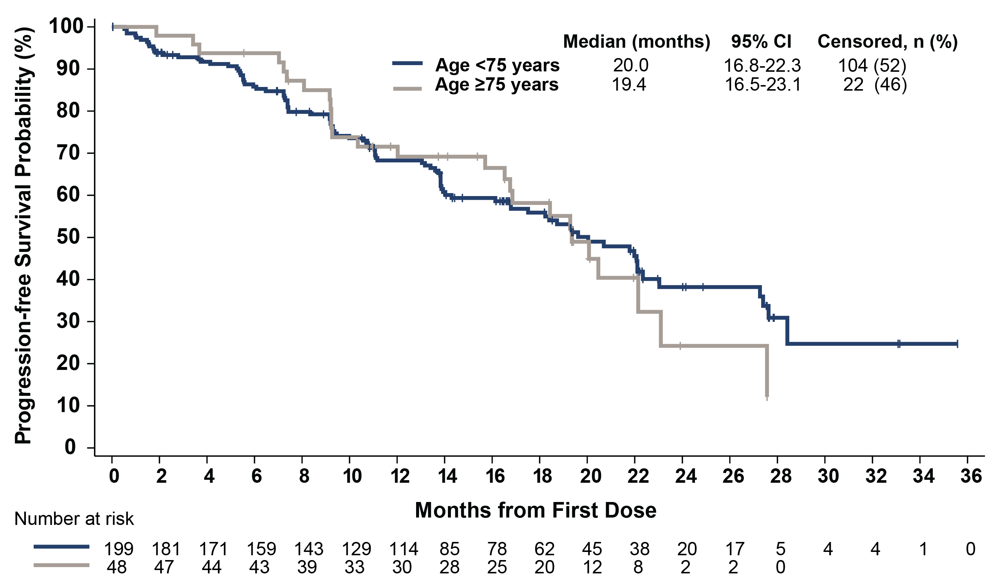 Progression-free Survival Probability (%)
100
90
80
70
60
50
40
30
20
10
0
Median (months) 95% CI Censored, n (%)
Age <75 years 20.0 16.8-22.3 104 (52)
Age ≥75 years 19.4 16.5-23.1 22 (46)
0 2 4 6 8 10 12 14 16 18 20 22 24 26 28 30 32 34 36
Months from First Dose
Number at risk
199 181 171 159 143 129 114 85 78 62 45 38 20 17 5 4 4 1 0
48 47 44 43 39 33 30 28 25 20 12 8 2 2 0